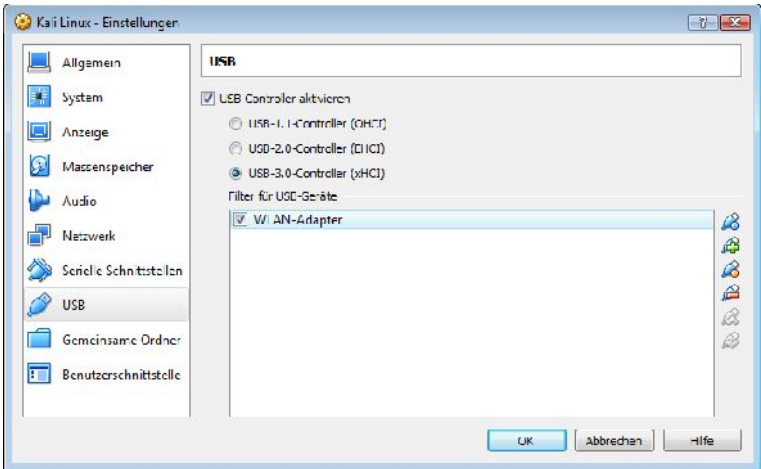 Kali Linux - Einstellungen
Allgemein
System
Anzeige
Massenspeicher
Audio
Netzwerk
Serielle Schnittstellen
USB
Gemeinsame Ordner
Benutzerschnittstelle
USB
USB Controller aktivieren
USB-1.1-Controller (OHCI)
USB-2.0-Controller (EHCI)
USB-3.0-Controller (xHCI)
Filter für USB-Geräte
WLAN-Adapter
OK
Abbrechen
Hilfe